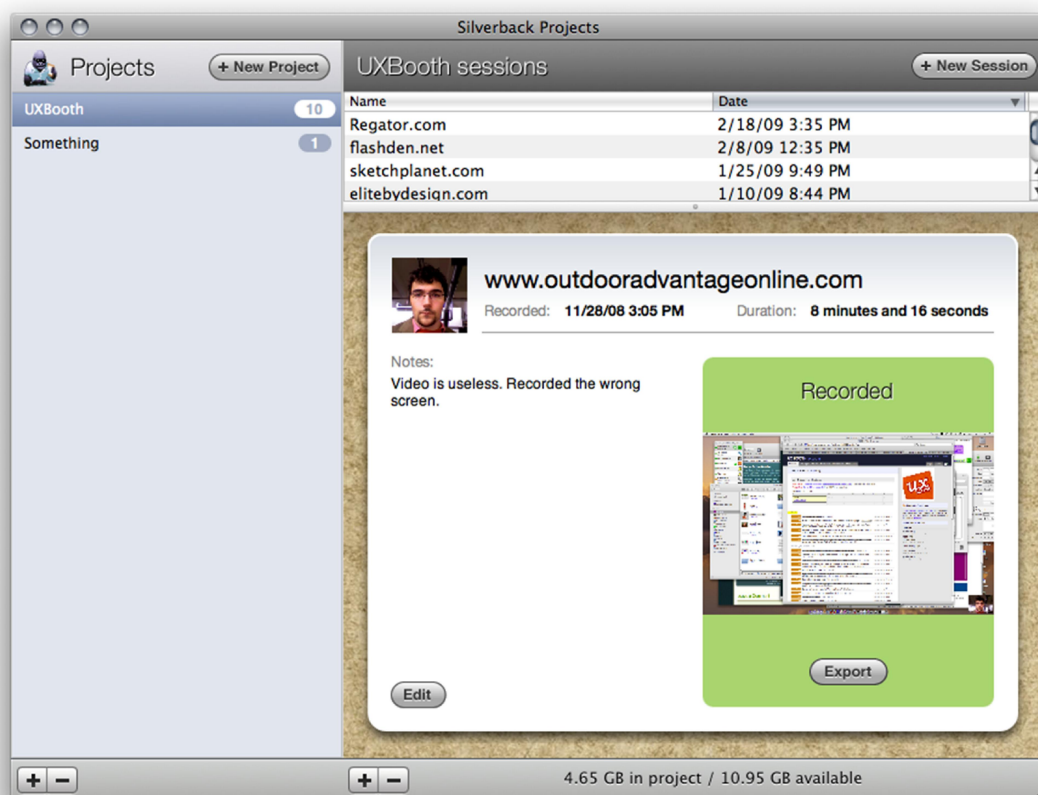 Silverback Projects
Projects
+ New Project
UXBooth sessions
+ New Session
UXBooth 10
Something 1
Name Date
Regator.com 2/18/09 3:35 PM
flashden.net 2/8/09 12:35 PM
sketchplanet.com 1/25/09 9:49 PM
elitebydesign.com 1/10/09 8:44 PM
www.outdooradvantageonline.com
Recorded: 11/28/08 3:05 PM Duration: 8 minutes and 16 seconds
Notes:
Video is useless. Recorded the wrong
screen.
Recorded
ux
Export
Edit
4.65 GB in project / 10.95 GB available